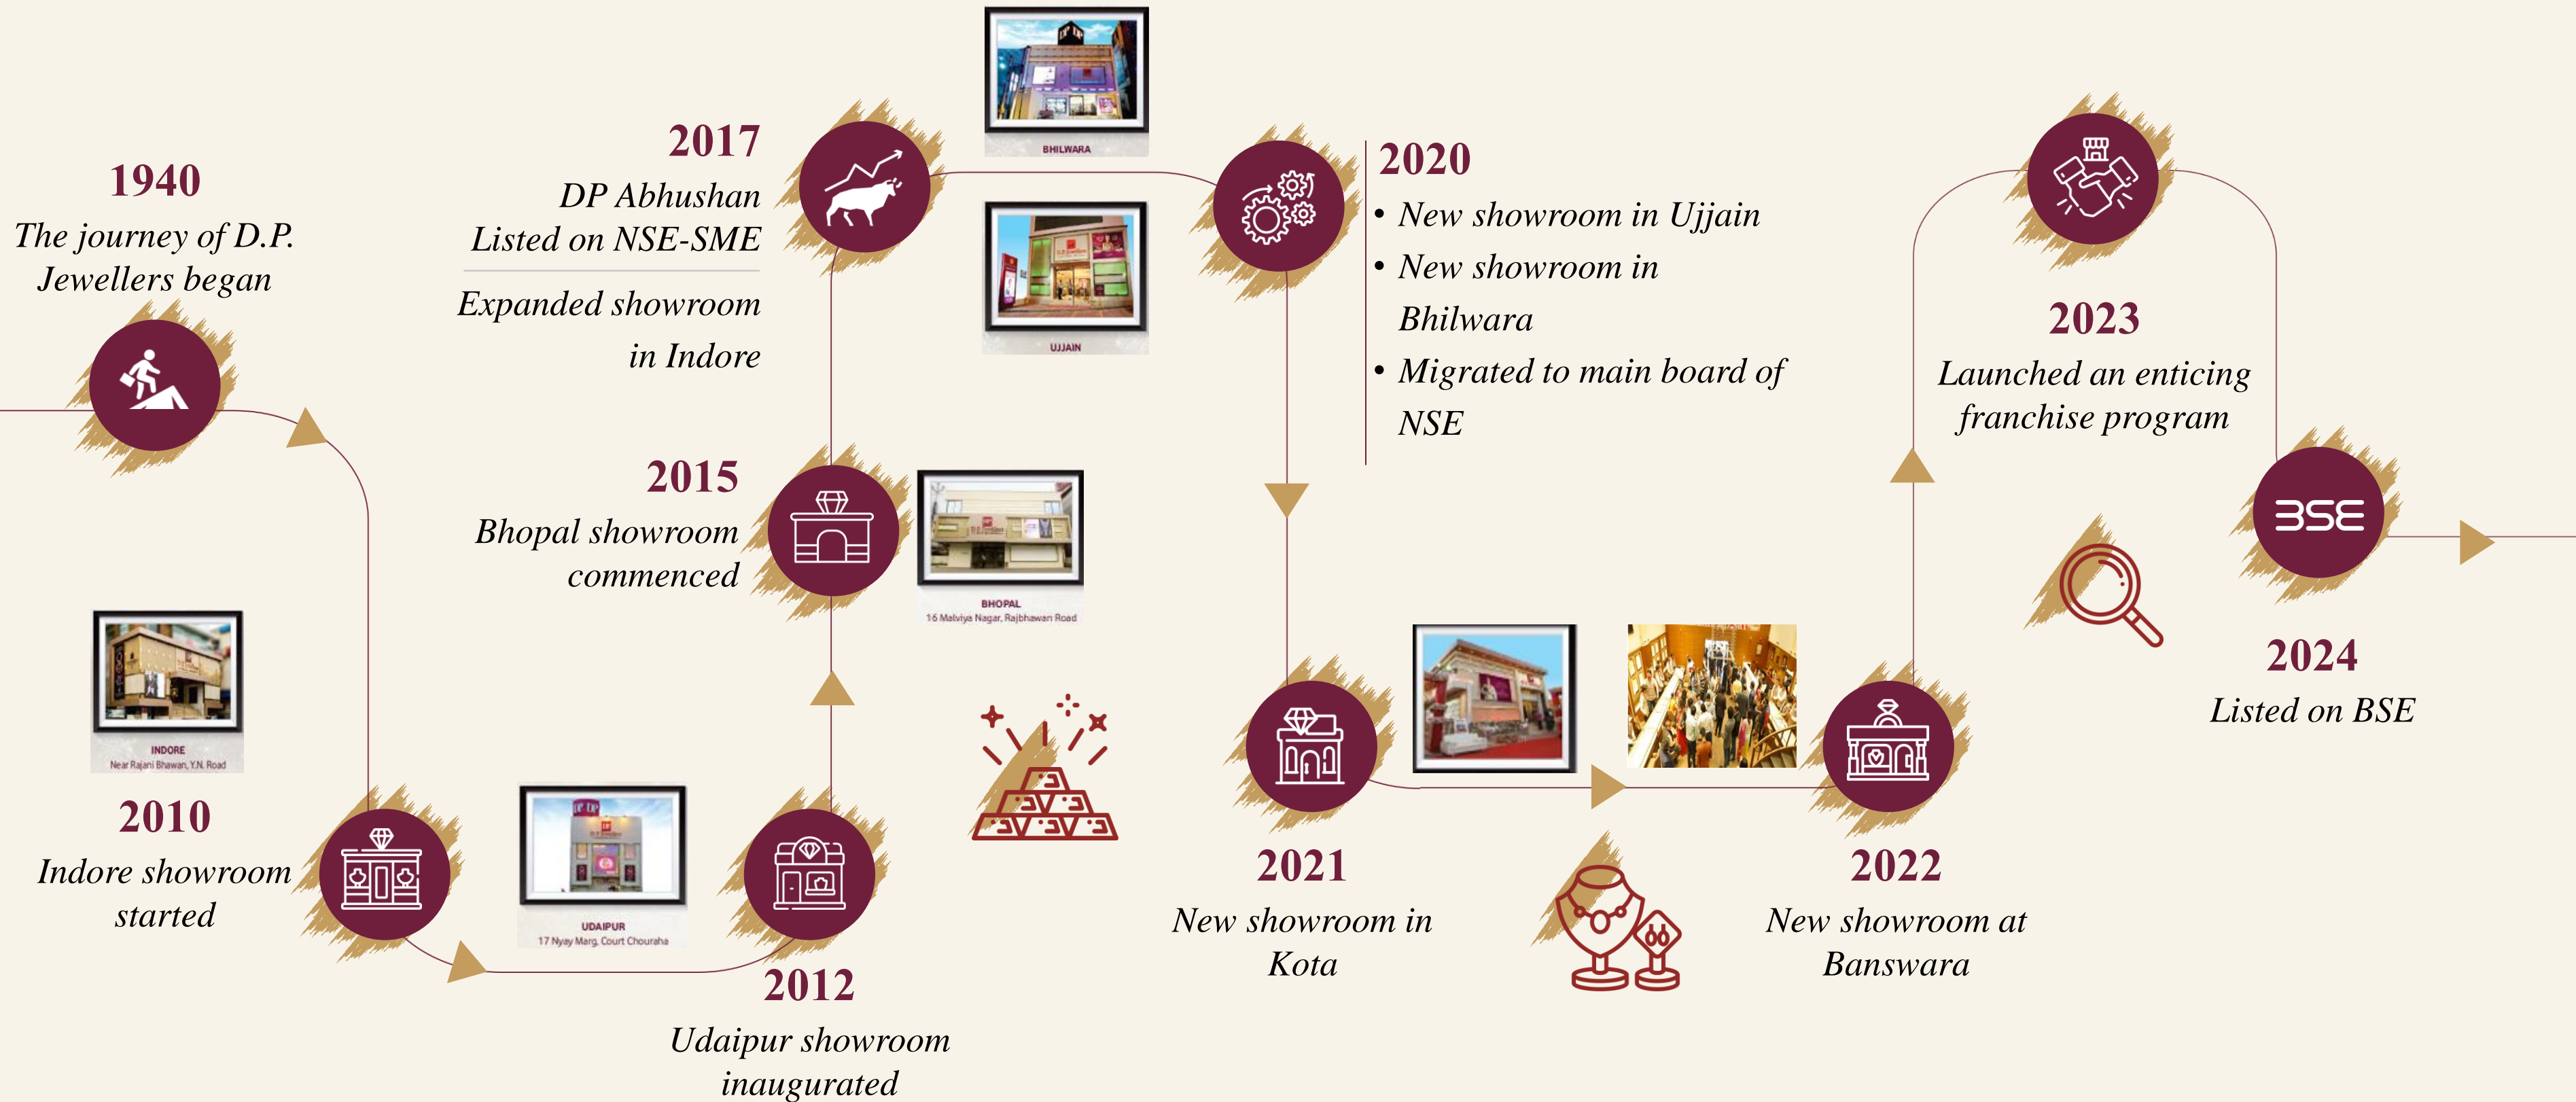 1940
The journey of D.P.
Jewellers began
INDORE
Near Rajani Bhawan, Y.N. Road
2010
Indore showroom
started
UDAIPUR
17 Nyay Marg, Court Chouraha
2012
Udaipur showroom
inaugurated
2015
Bhopal showroom
commenced
BHOPAL
16 Malviya Nagar, Rajbhawan Road
2017
DP Abhushan
Listed on NSE-SME
Expanded showroom
in Indore
DP DP
BHILWARA
UJJAIN
2020
• New showroom in Ujjain
• New showroom in
Bhilwara
• Migrated to main board of
NSE
2021
New showroom in
Kota
2022
New showroom at
Banswara
2023
Launched an enticing
franchise program
BSE
2024
Listed on BSE